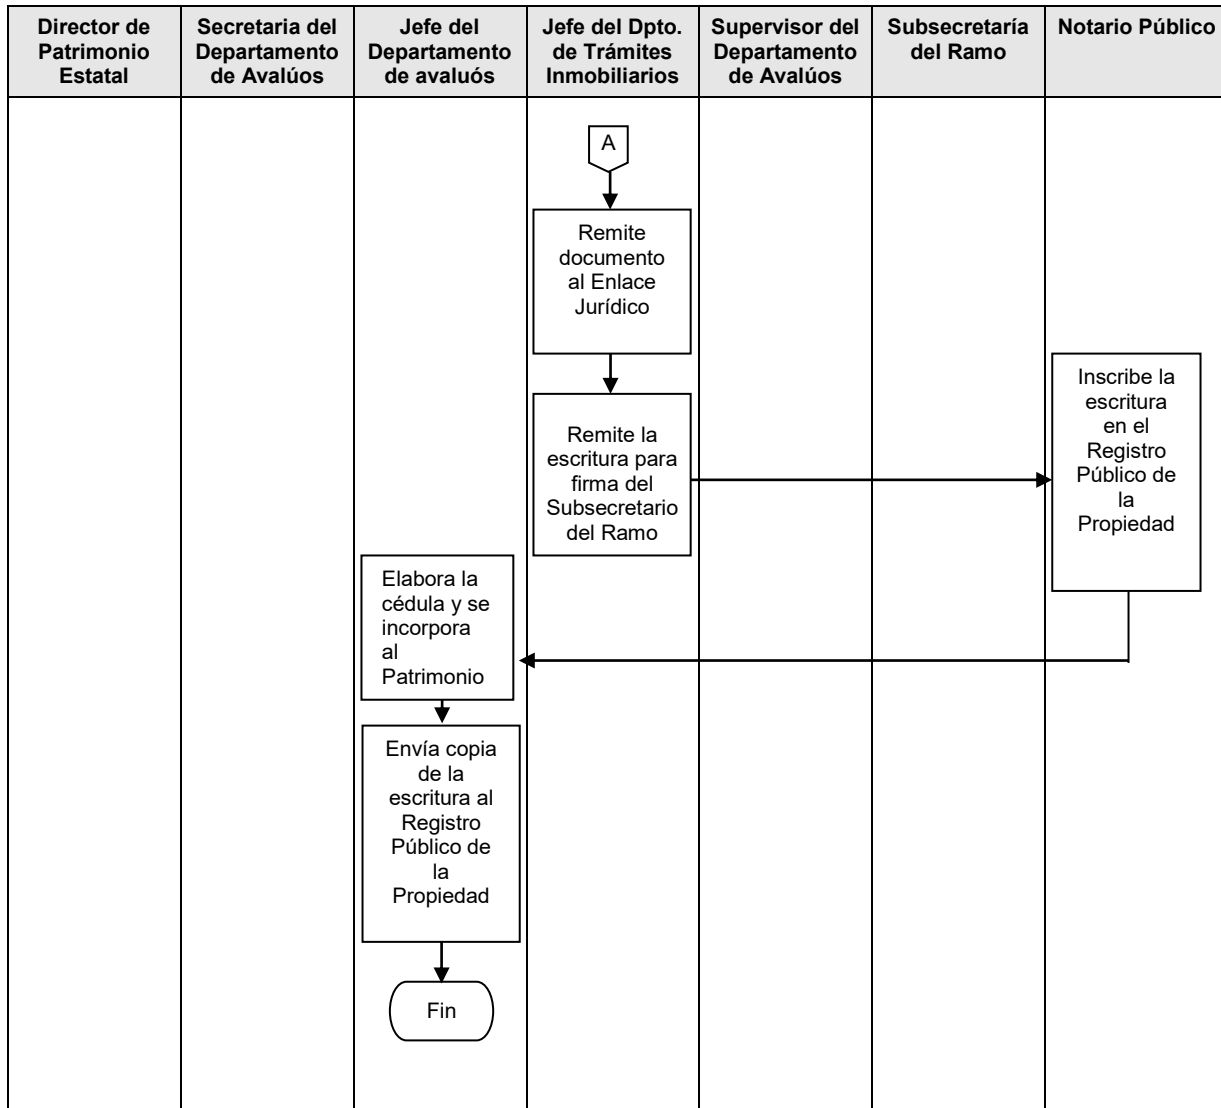 Director de
Patrimonio
Estatal
Secretaria del
Departamento
de Avalúos
Jefe del
Departamento
de avaluós
Jefe del Dpto.
de Trámites
Inmobiliarios
Supervisor del
Departamento
de Avalúos
Subsecretaría
del Ramo
Notario Público
A
Remite
documento
al Enlace
Jurídico
Remite la
escritura para
firma del
Subsecretario
del Ramo
Inscribe la
escritura
en el
Registro
Público de
la
Propiedad
Elabora la
cédula y se
incorpora
al
Patrimonio
Envía copia
de la
escritura al
Registro
Público de
la
Propiedad
Fin